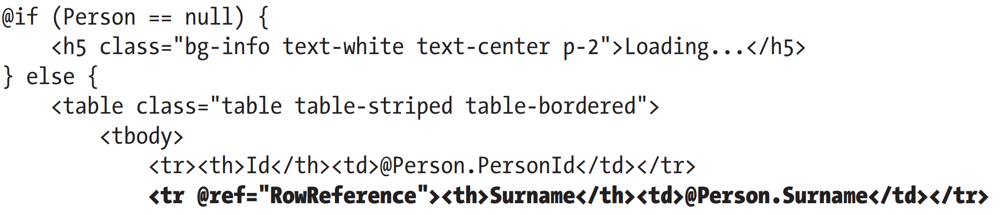 @if (Person == null) {
    <h5 class="bg-info text-white text-center p-2">Loading...</h5>
} else {
    <table class="table table-striped table-bordered">
        <tbody>
            <tr><th>Id</th><td>@Person.PersonId</td></tr>
            <tr @ref="RowReference"><th>Surname</th><td>@Person.Surname</td></tr>